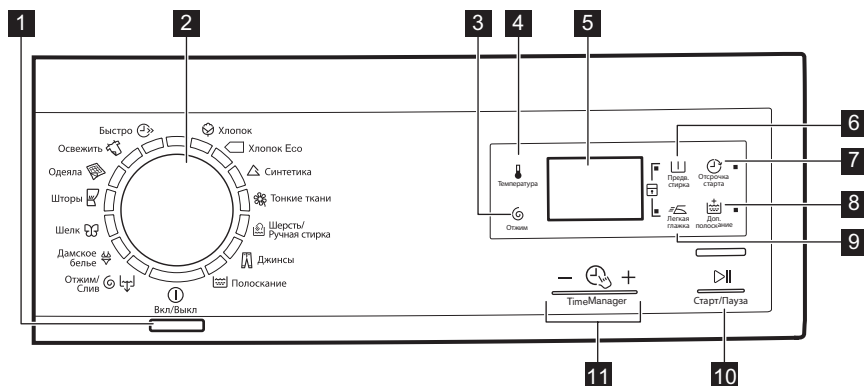 1
2
3
4
5
6
7
8
9
10
11
Быстро
Освежить
Одеяла
Шторы
Шелк
Дамское
белье
Отжим/
Слив
Вкл/Выкл
Хлопок
Хлопок Eco
Синтетика
Тонкие ткани
Шерсть/
Ручная стирка
Джинсы
Полоскание
Температура
Отжим
Предв.
стирка
Отсрочка
старта
Легкая
глажка
Доп.
полоскание
TimeManager
Старт/Пауза